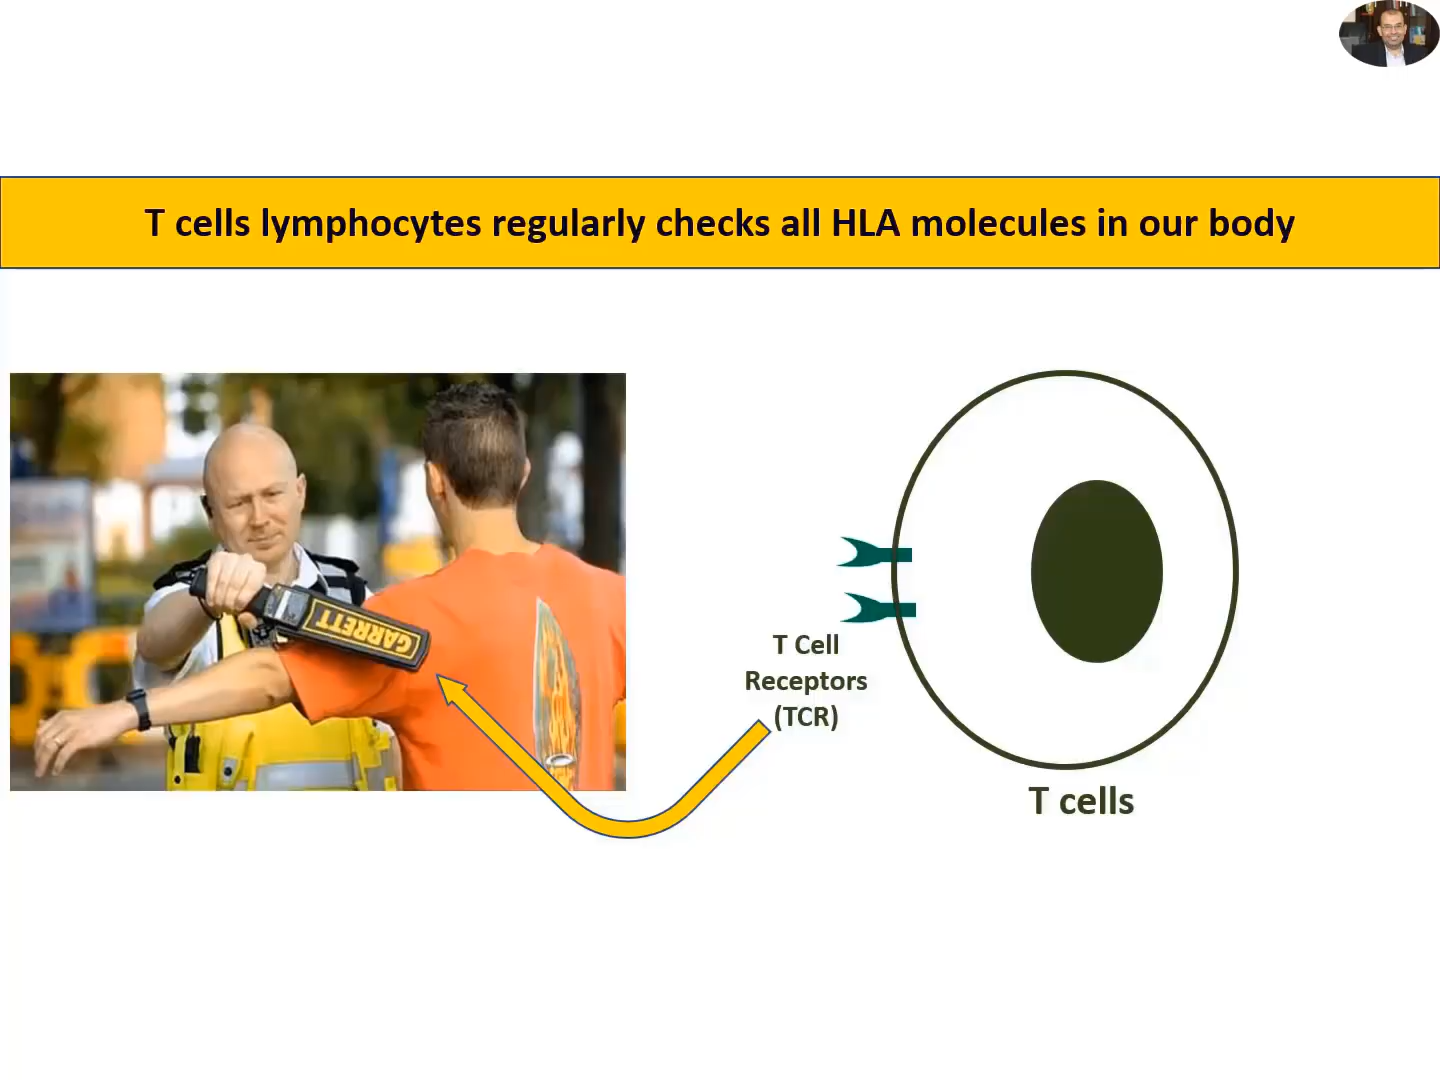 T cells lymphocytes regularly checks all HLA molecules in our body
GARRETT
T Cell
Receptors
(TCR)
T cells